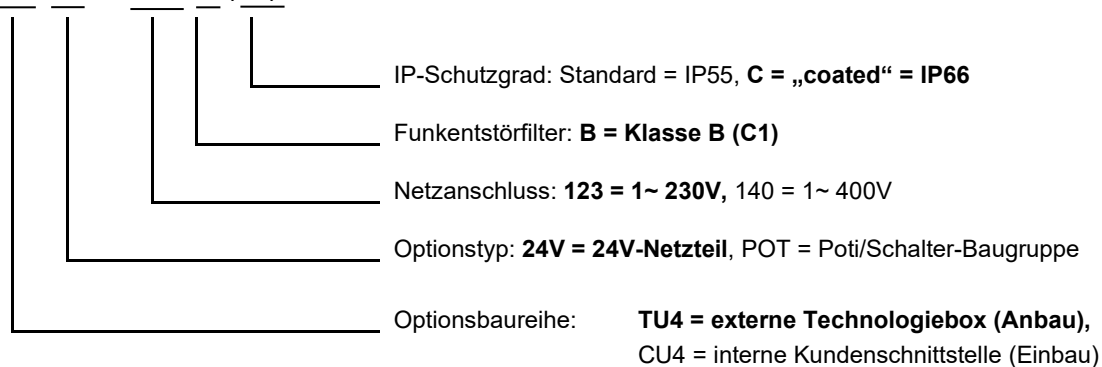 IP-Schutzgrad: Standard = IP55, C = „coated“ = IP66
Funkentstörfilter: B = Klasse B (C1)
Netzanschluss: 123 = 1~ 230V, 140 = 1~ 400V
Optionstyp: 24V = 24V-Netzteil, POT = Poti/Schalter-Baugruppe
Optionsbaureihe: TU4 = externe Technologiebox (Anbau),
CU4 = interne Kundenschnittstelle (Einbau)